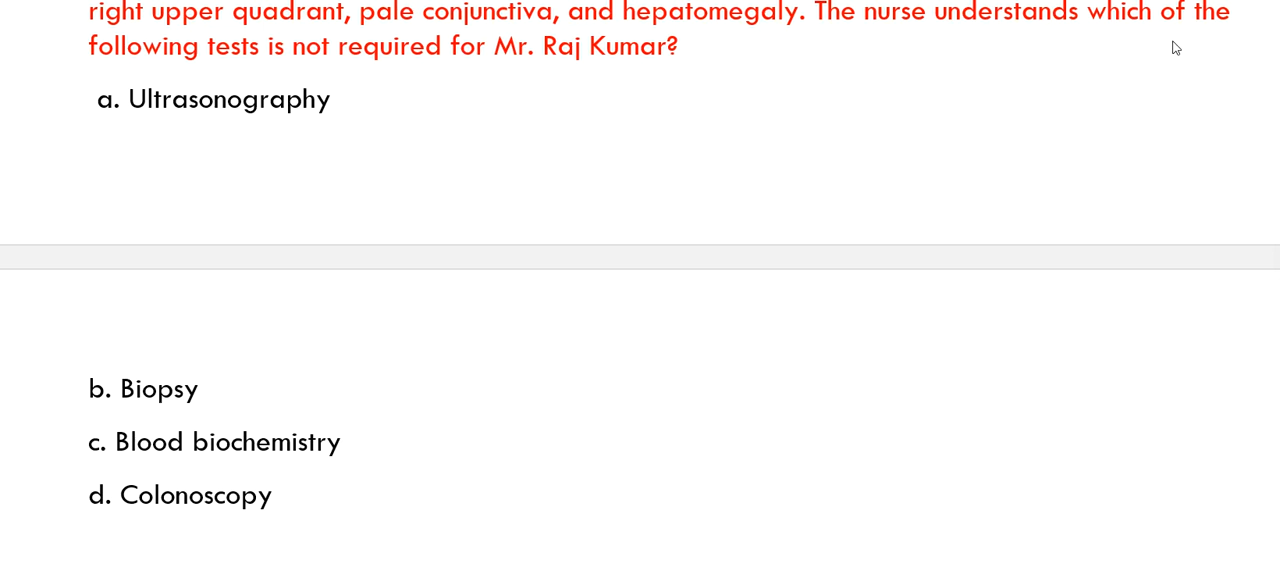 right upper quadrant, pale conjunctiva, and hepatomegaly. The nurse understands which of the
following tests is not required for Mr. Raj Kumar?
a. Ultrasonography
b. Biopsy
c. Blood biochemistry
d. Colonoscopy